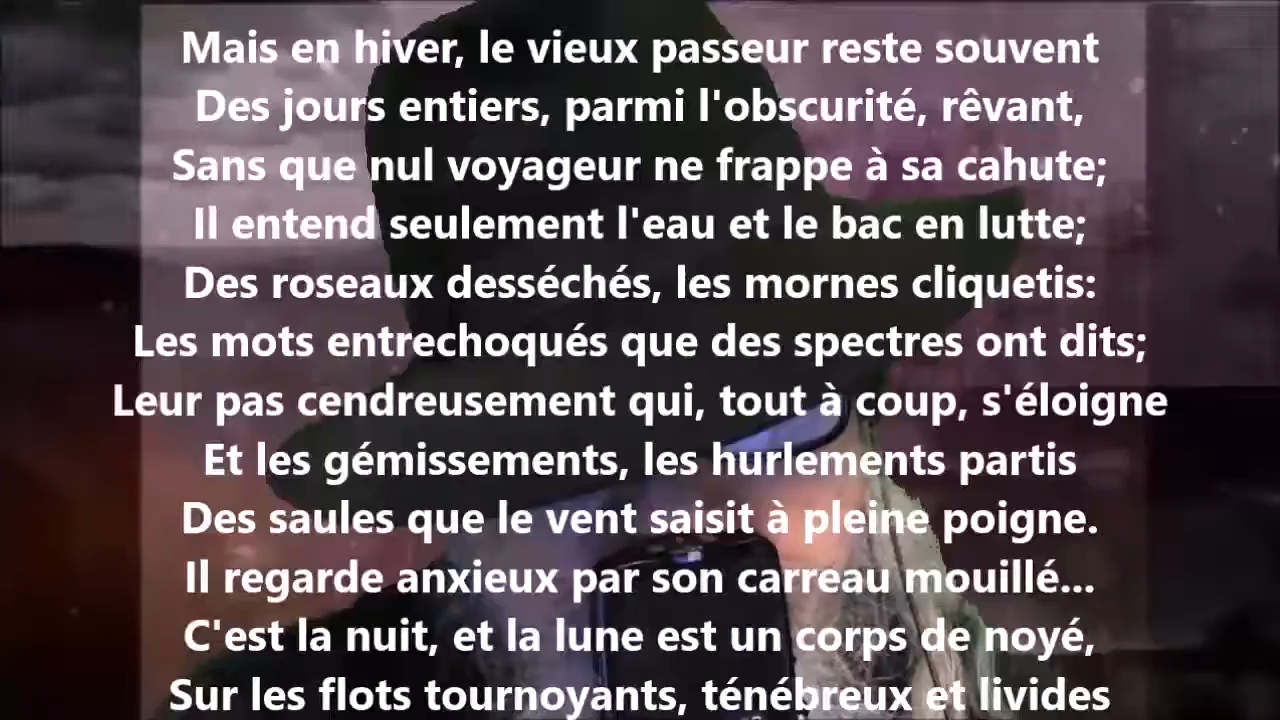 Mais en hiver, le vieux passeur reste souvent
Des jours entiers, parmi l'obscurité, rêvant,
Sans que nul voyageur ne frappe à sa cahute;
Il entend seulement l'eau et le bac en lutte;
Des roseaux desséchés, les mornes cliquetis:
Les mots entrechoqués que des spectres ont dits;
Leur pas cendreusement qui, tout à coup, s'éloigne
Et les gémissements, les hurlements partis
Des saules que le vent saisit à pleine poigne.
Il regarde anxieux par son carreau mouillé...
C'est la nuit, et la lune est un corps de noyé,
Sur les flots tournoyants, ténébreux et livides